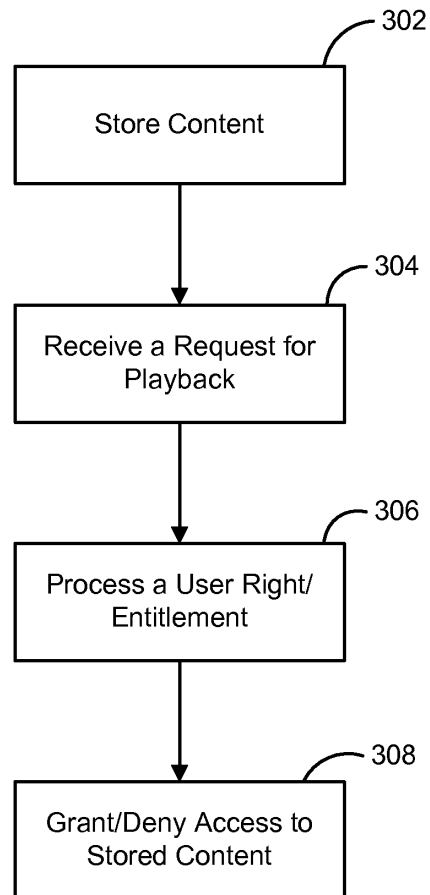 302
Store Content
304
Receive a Request for
Playback
306
Process a User Right/
Entitlement
308
Grant/Deny Access to
Stored Content